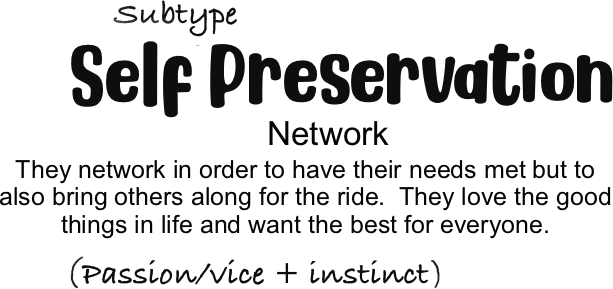 Subtype
Self Preservation
Network
They network in order to have their needs met but to
also bring others along for the ride.  They love the good
things in life and want the best for everyone.
(Passion/vice + instinct)